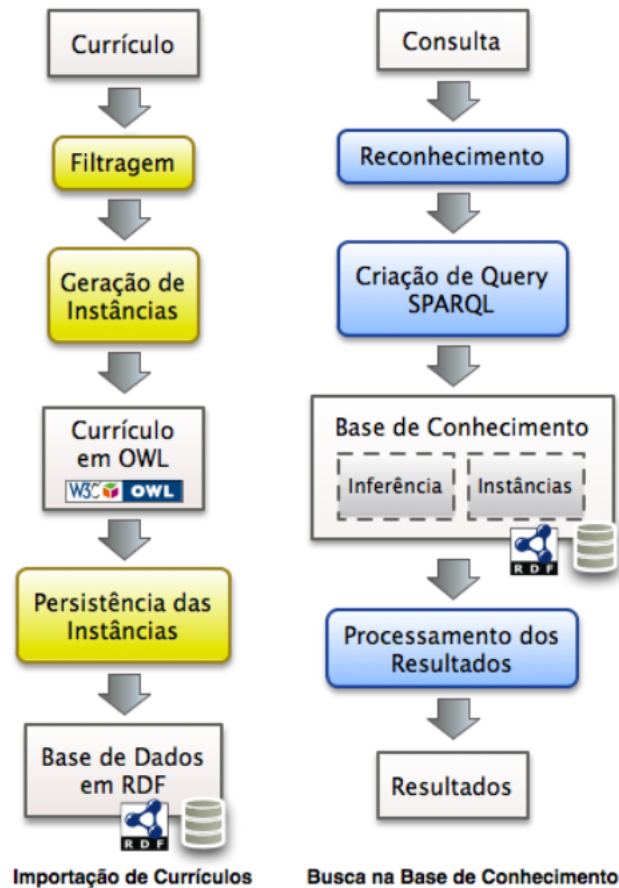 Currículo
Filtragem
Geração de
Instâncias
Currículo
em OWL
W3C OWL
Persistência das
Instâncias
Base de Dados
em RDF
RDF
Importação de Currículos
Consulta
Reconhecimento
Criação de Query
SPARQL
Base de Conhecimento
Inferência
Instâncias
RDF
Processamento dos
Resultados
Resultados
Busca na Base de Conhecimento